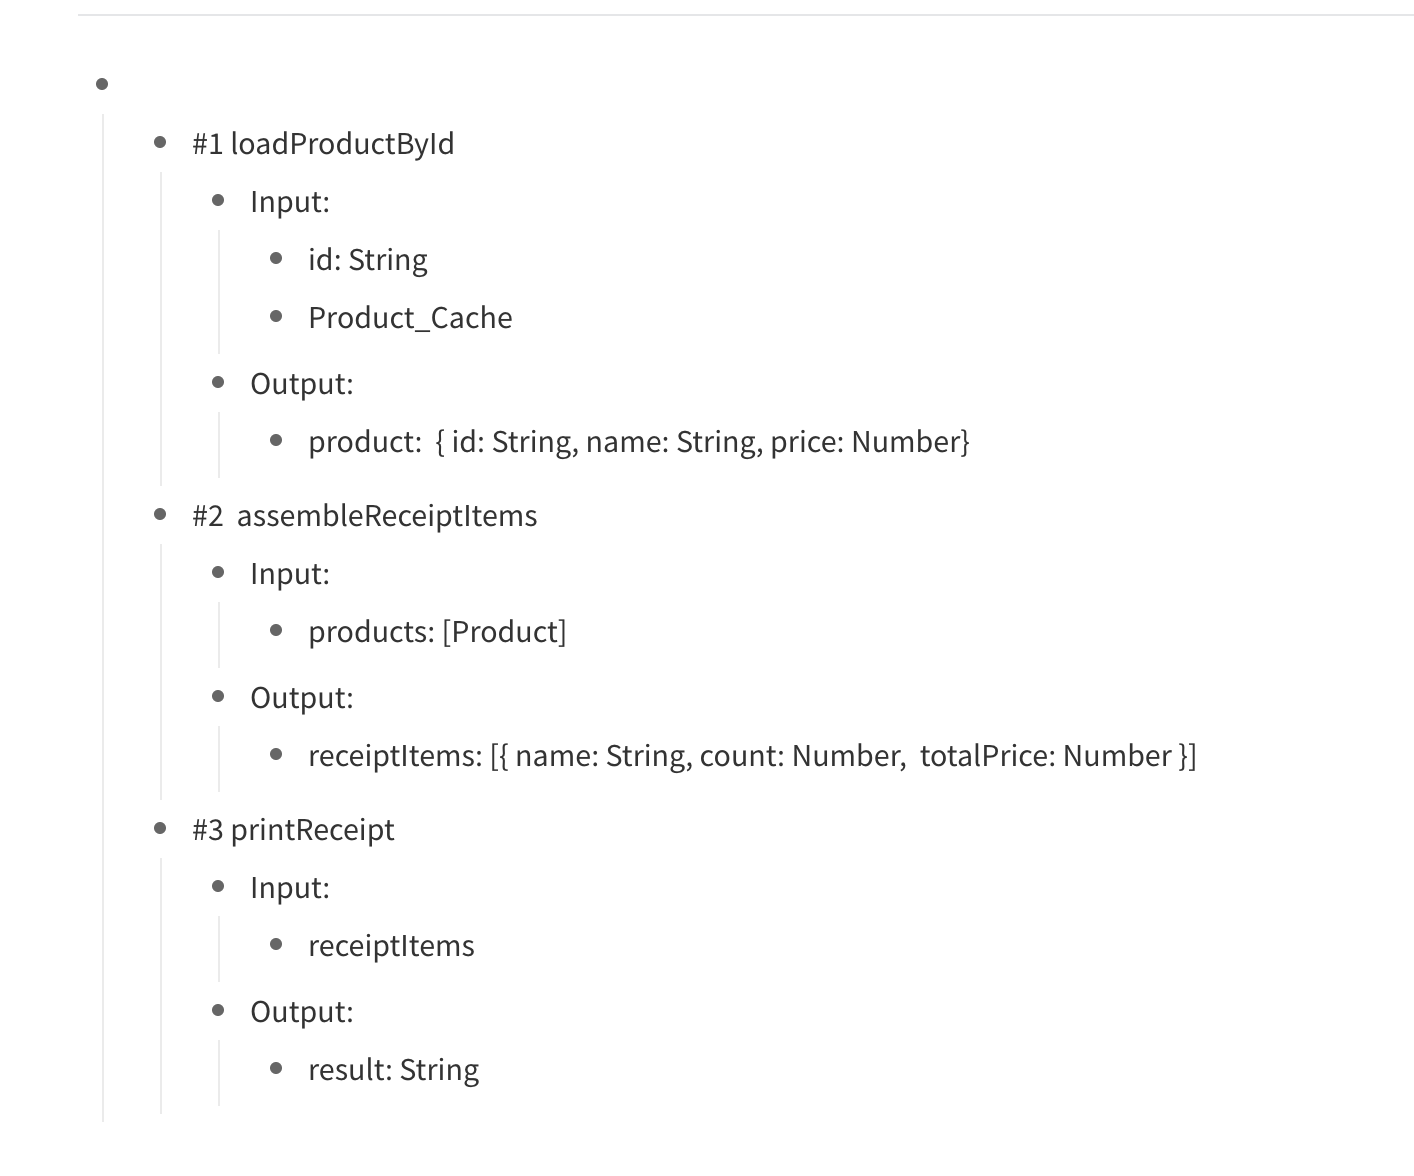 #1 loadProductById
Input:
id: String
Product_Cache
Output:
product:  { id: String, name: String, price: Number}
#2  assembleReceiptItems
Input:
products: [Product]
Output:
receiptItems: [{ name: String, count: Number,  totalPrice: Number }]
#3 printReceipt
Input:
receiptItems
Output:
result: String